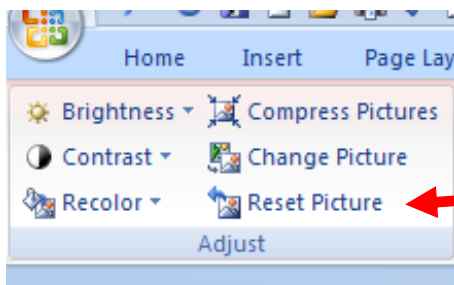 Home Insert Page Lay
Brightness Compress Pictures
Contrast Change Picture
Recolor Reset Picture
Adjust